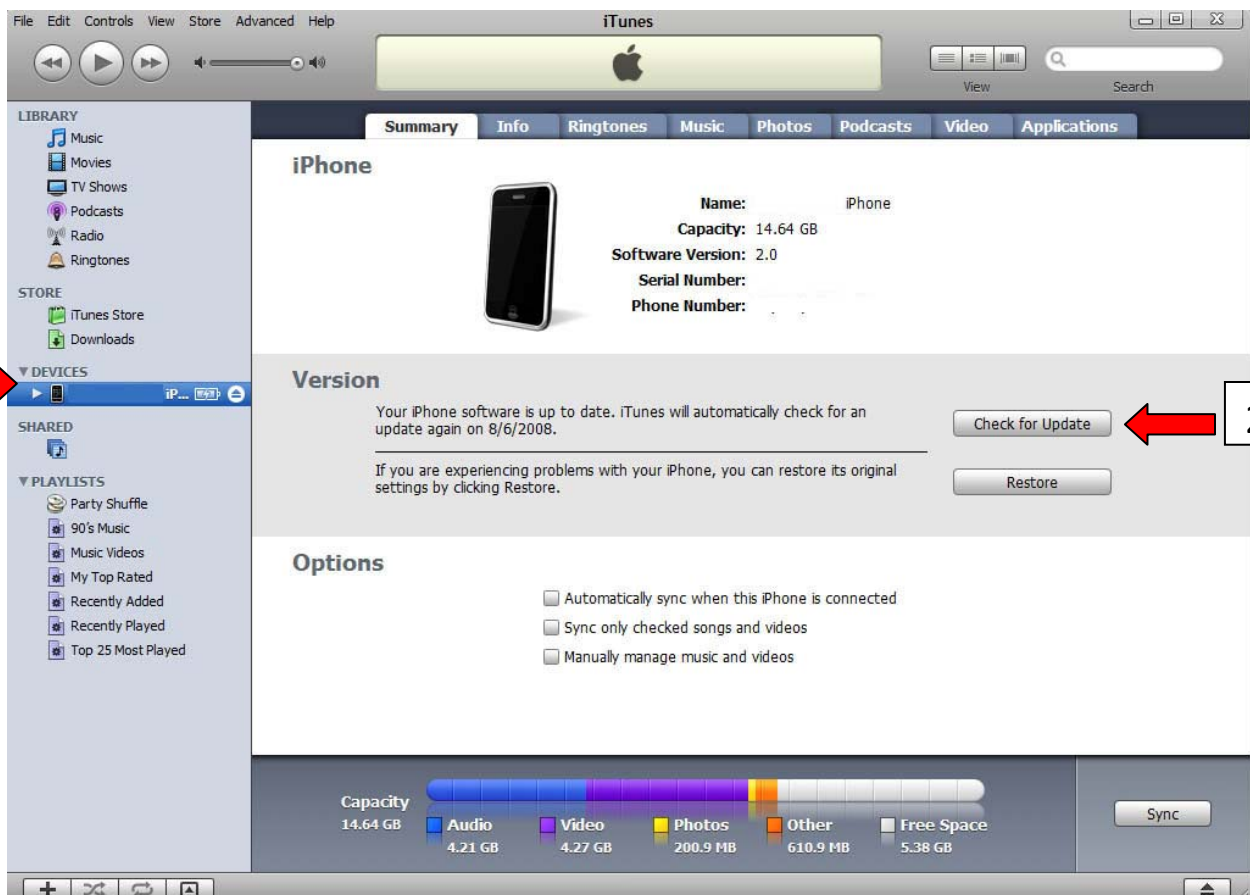 File Edit Controls View Store Advanced Help
iTunes
View
Search
LIBRARY
Music
Movies
TV Shows
Podcasts
Radio
Ringtones
STORE
iTunes Store
Downloads
DEVICES
iP...
SHARED
PLAYLISTS
Party Shuffle
90's Music
Music Videos
My Top Rated
Recently Added
Recently Played
Top 25 Most Played
Summary Info Ringtones Music Photos Podcasts Video Applications
iPhone
Name: iPhone
Capacity: 14.64 GB
Software Version: 2.0
Serial Number:
Phone Number:
Version
Your iPhone software is up to date. iTunes will automatically check for an
update again on 8/6/2008.
Check for Update
If you are experiencing problems with your iPhone, you can restore its original
settings by clicking Restore.
Restore
Options
Automatically sync when this iPhone is connected
Sync only checked songs and videos
Manually manage music and videos
Capacity
14.64 GB
Audio
4.21 GB
Video
4.27 GB
Photos
200.9 MB
Other
610.9 MB
Free Space
5.38 GB
Sync